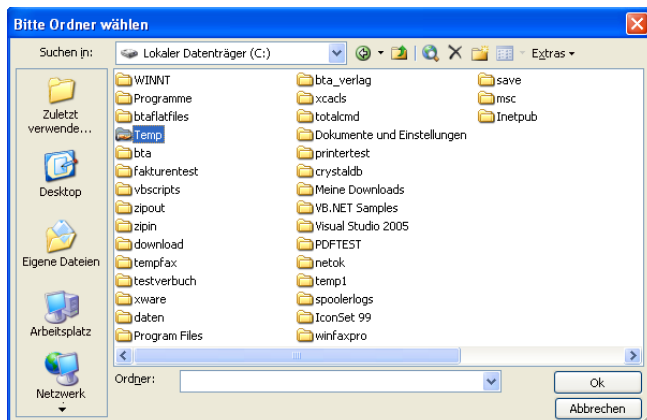 Bitte Ordner wählen
Suchen in:
Lokaler Datenträger (C:)
Extras
Zuletzt
verwende...
Desktop
Eigene Dateien
Arbeitsplatz
Netzwerk
WINNT
Programme
btaflatfiles
Temp
bta
fakturentest
vbscripts
zipout
zipin
download
tempfax
testverbuch
xware
daten
Program Files
bta_verlag
xcacls
totalcmd
Dokumente und Einstellungen
printertest
crystaldb
Meine Downloads
VB.NET Samples
Visual Studio 2005
PDFTEST
netok
temp1
spoolerlogs
IconSet 99
winfaxpro
save
msc
Inetpub
Ordner:
Ok
Abbrechen